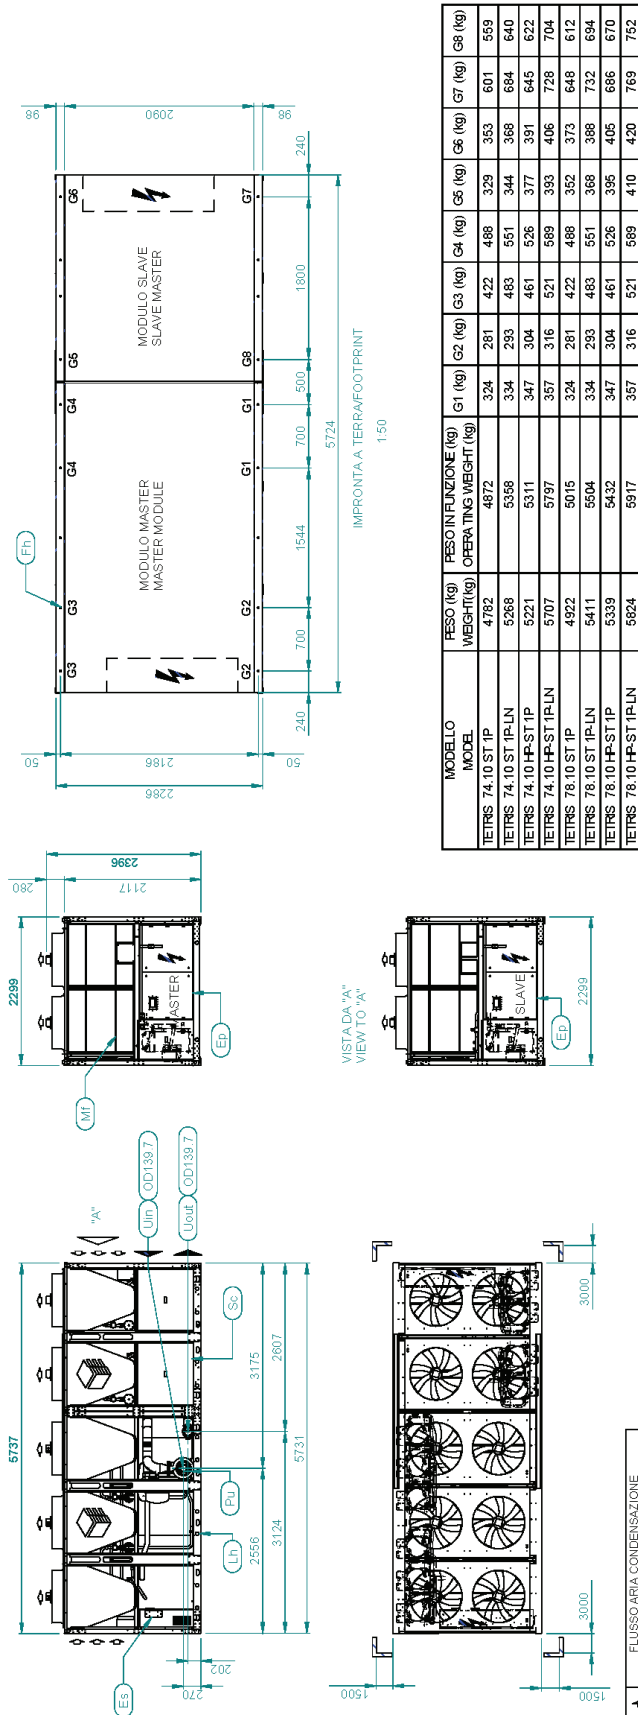 5737
"A"
Es
Lh
Pu
Sc
Uin
OD139.7
Uout
OD139.7
270
202
2556
3175
3124
2607
5731
2299
280
2117
2396
Mf
MASTER
Ep
VISTA DA "A"
VIEW TO "A"
SLAVE
Ep
2299
1500
3000
3000
1500
FLUSSO ARIA CONDENSAZIONE
Fh
98
2090
98
50
2186
2286
50
G3 G3 G4 G4 G5 G6
MODULO MASTER
MASTER MODULE
MODULO SLAVE
SLAVE MASTER
G2 G2 G1 G1 G8 G7
240 700 1544 700 500 1800 240
5724
IMPRONTA A TERRA/FOOTPRINT
1:50
MODELLO PESO (kg) PESO IN FUNZIONE (kg) G1 (kg) G2 (kg) G3 (kg) G4 (kg) G5 (kg) G6 (kg) G7 (kg) G8 (kg)
MODEL WEIGHT(kg) OPERATING WEIGHT (kg)
TETRIS 74.10 ST 1P 4782 4872 324 281 422 488 329 353 601 559
TETRIS 74.10 ST 1P-LN 5268 5358 334 293 483 551 344 368 684 640
TETRIS 74.10 HP-ST 1P 5221 5311 347 304 461 526 377 391 645 622
TETRIS 74.10 HP-ST 1P-LN 5707 5797 357 316 521 589 393 406 728 704
TETRIS 78.10 ST 1P 4922 5015 324 281 422 488 352 373 648 612
TETRIS 78.10 ST 1P-LN 5411 5504 334 293 483 551 368 388 732 694
TETRIS 78.10 HP-ST 1P 5339 5432 347 304 461 526 395 405 686 670
TETRIS 78.10 HP-ST 1P-LN 5824 5917 357 316 521 589 410 420 769 752